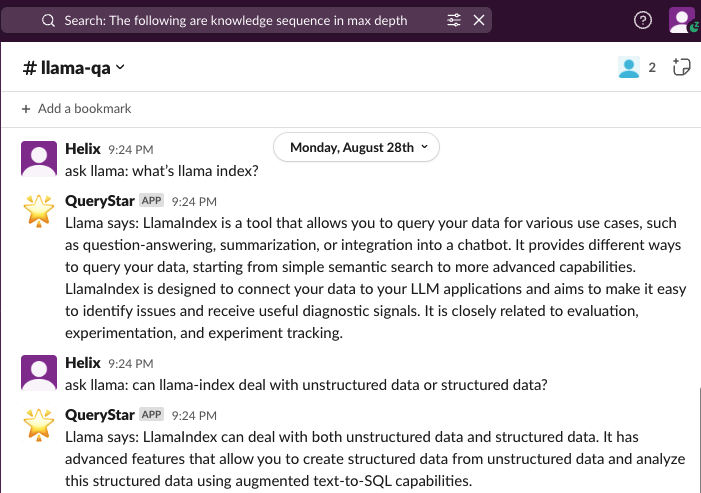 Search: The following are knowledge sequence in max depth
# llama-qa
2
+ Add a bookmark
Monday, August 28th
Helix 9:24 PM
ask llama: what's llama index?
QueryStar APP 9:24 PM
Llama says: LlamaIndex is a tool that allows you to query your data for various use cases, such
as question-answering, summarization, or integration into a chatbot. It provides different ways
to query your data, starting from simple semantic search to more advanced capabilities.
LlamaIndex is designed to connect your data to your LLM applications and aims to make it easy
to identify issues and receive useful diagnostic signals. It is closely related to evaluation,
experimentation, and experiment tracking.
Helix 9:24 PM
ask llama: can llama-index deal with unstructured data or structured data?
QueryStar APP 9:24 PM
Llama says: LlamaIndex can deal with both unstructured data and structured data. It has
advanced features that allow you to create structured data from unstructured data and analyze
this structured data using augmented text-to-SQL capabilities.